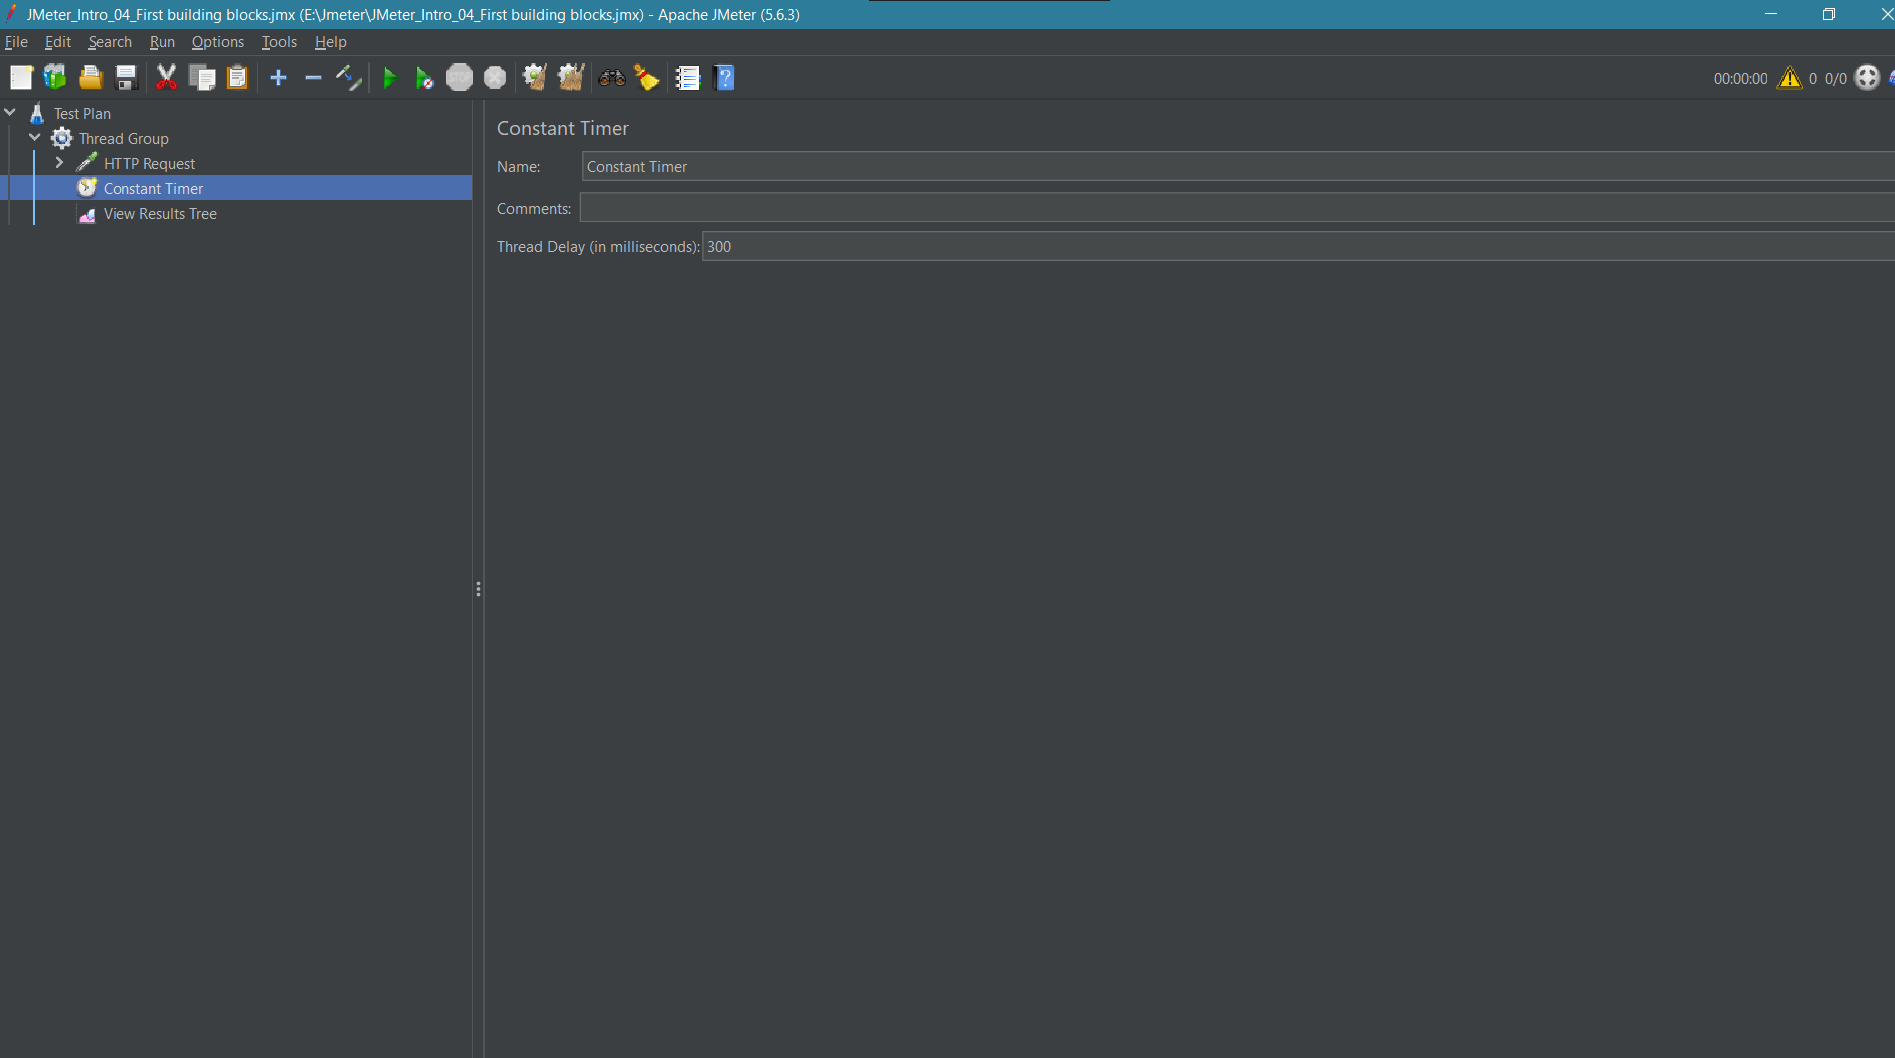 JMeter_Intro_04_First building blocks.jmx (E:\Jmeter\JMeter_Intro_04_First building blocks.jmx) - Apache JMeter (5.6.3)
File Edit Search Run Options Tools Help
STOP
?
00:00:00 0 0/0
Test Plan
Thread Group
HTTP Request
Constant Timer
View Results Tree
Constant Timer
Name: Constant Timer
Comments:
Thread Delay (in milliseconds): 300